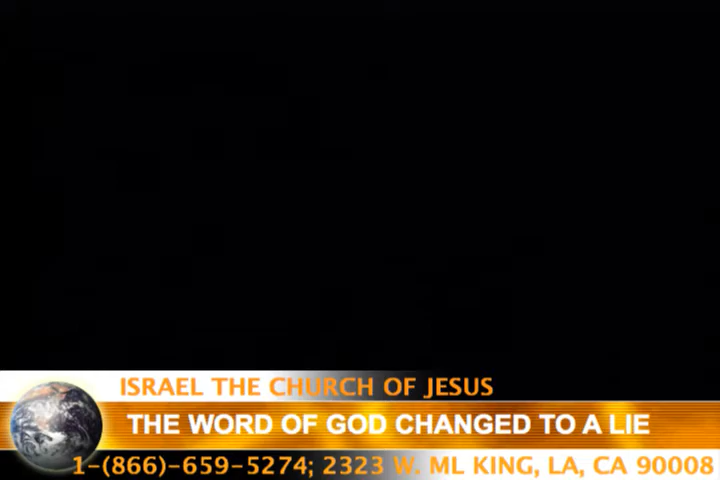 ISRAEL THE CHURCH OF JESUS
THE WORD OF GOD CHANGED TO A LIE
1-(866)-659-5274; 2323 W. ML KING, LA, CA 90008